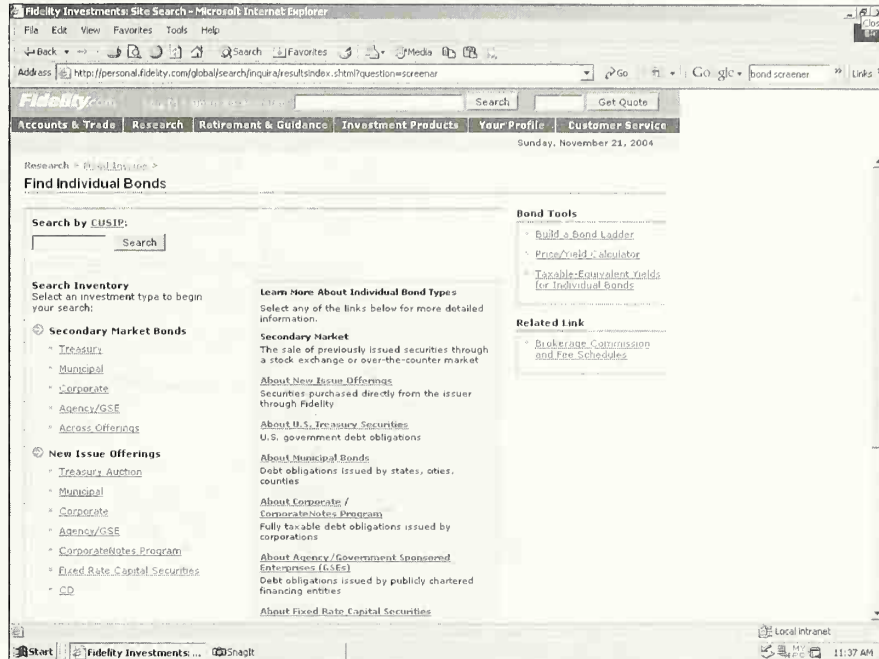 Fidelity Investments: Site Search - Microsoft Internet Explorer
File Edit View Favorites Tools Help
Back Search Favorites Media
Address http://personal.fidelity.com/global/search/inquira/resultsIndex.shtml?question=screenar Go Google bond screener » Links
Clos
Fidelity.com Search Get Quote
Accounts & Trade Research Retirement & Guidance Investment Products Your Profile Customer Service
Sunday, November 21, 2004
Research > Fixed Income >
Find Individual Bonds
Search by CUSIP:
Search
Search Inventory
Select an investment type to begin
your search:
Secondary Market Bonds
Treasury
Municipal
Corporate
Agency/GSE
Across Offerings
New Issue Offerings
Treasury Auction
Municipal
Corporate
Agency/GSE
CorporateNotes Program
Fixed Rate Capital Securities
CD
Learn More About Individual Bond Types
Select any of the links below for more detailed
information.
Secondary Market
The sale of previously issued securities through
a stock exchange or over-the-counter market
About New Issue Offerings
Securities purchased directly from the issuer
through Fidelity
About U.S. Treasury Securities
U.S. government debt obligations
About Municipal Bonds
Debt obligations issued by states, cities,
counties
About Corporate /
CorporateNotes Program
Fully taxable debt obligations issued by
corporations
About Agency/Government Sponsored
Enterprises (GSEs)
Debt obligations issued by publicly chartered
financing entities
About Fixed Rate Capital Securities
Bond Tools
Build a Bond Ladder
Price/Yield Calculator
Taxable-Equivalent Yields
for Individual Bonds
Related Link
Brokerage Commission
and Fee Schedules
Local intranet
Start Fidelity Investments: ... SnagIt 11:37 AM